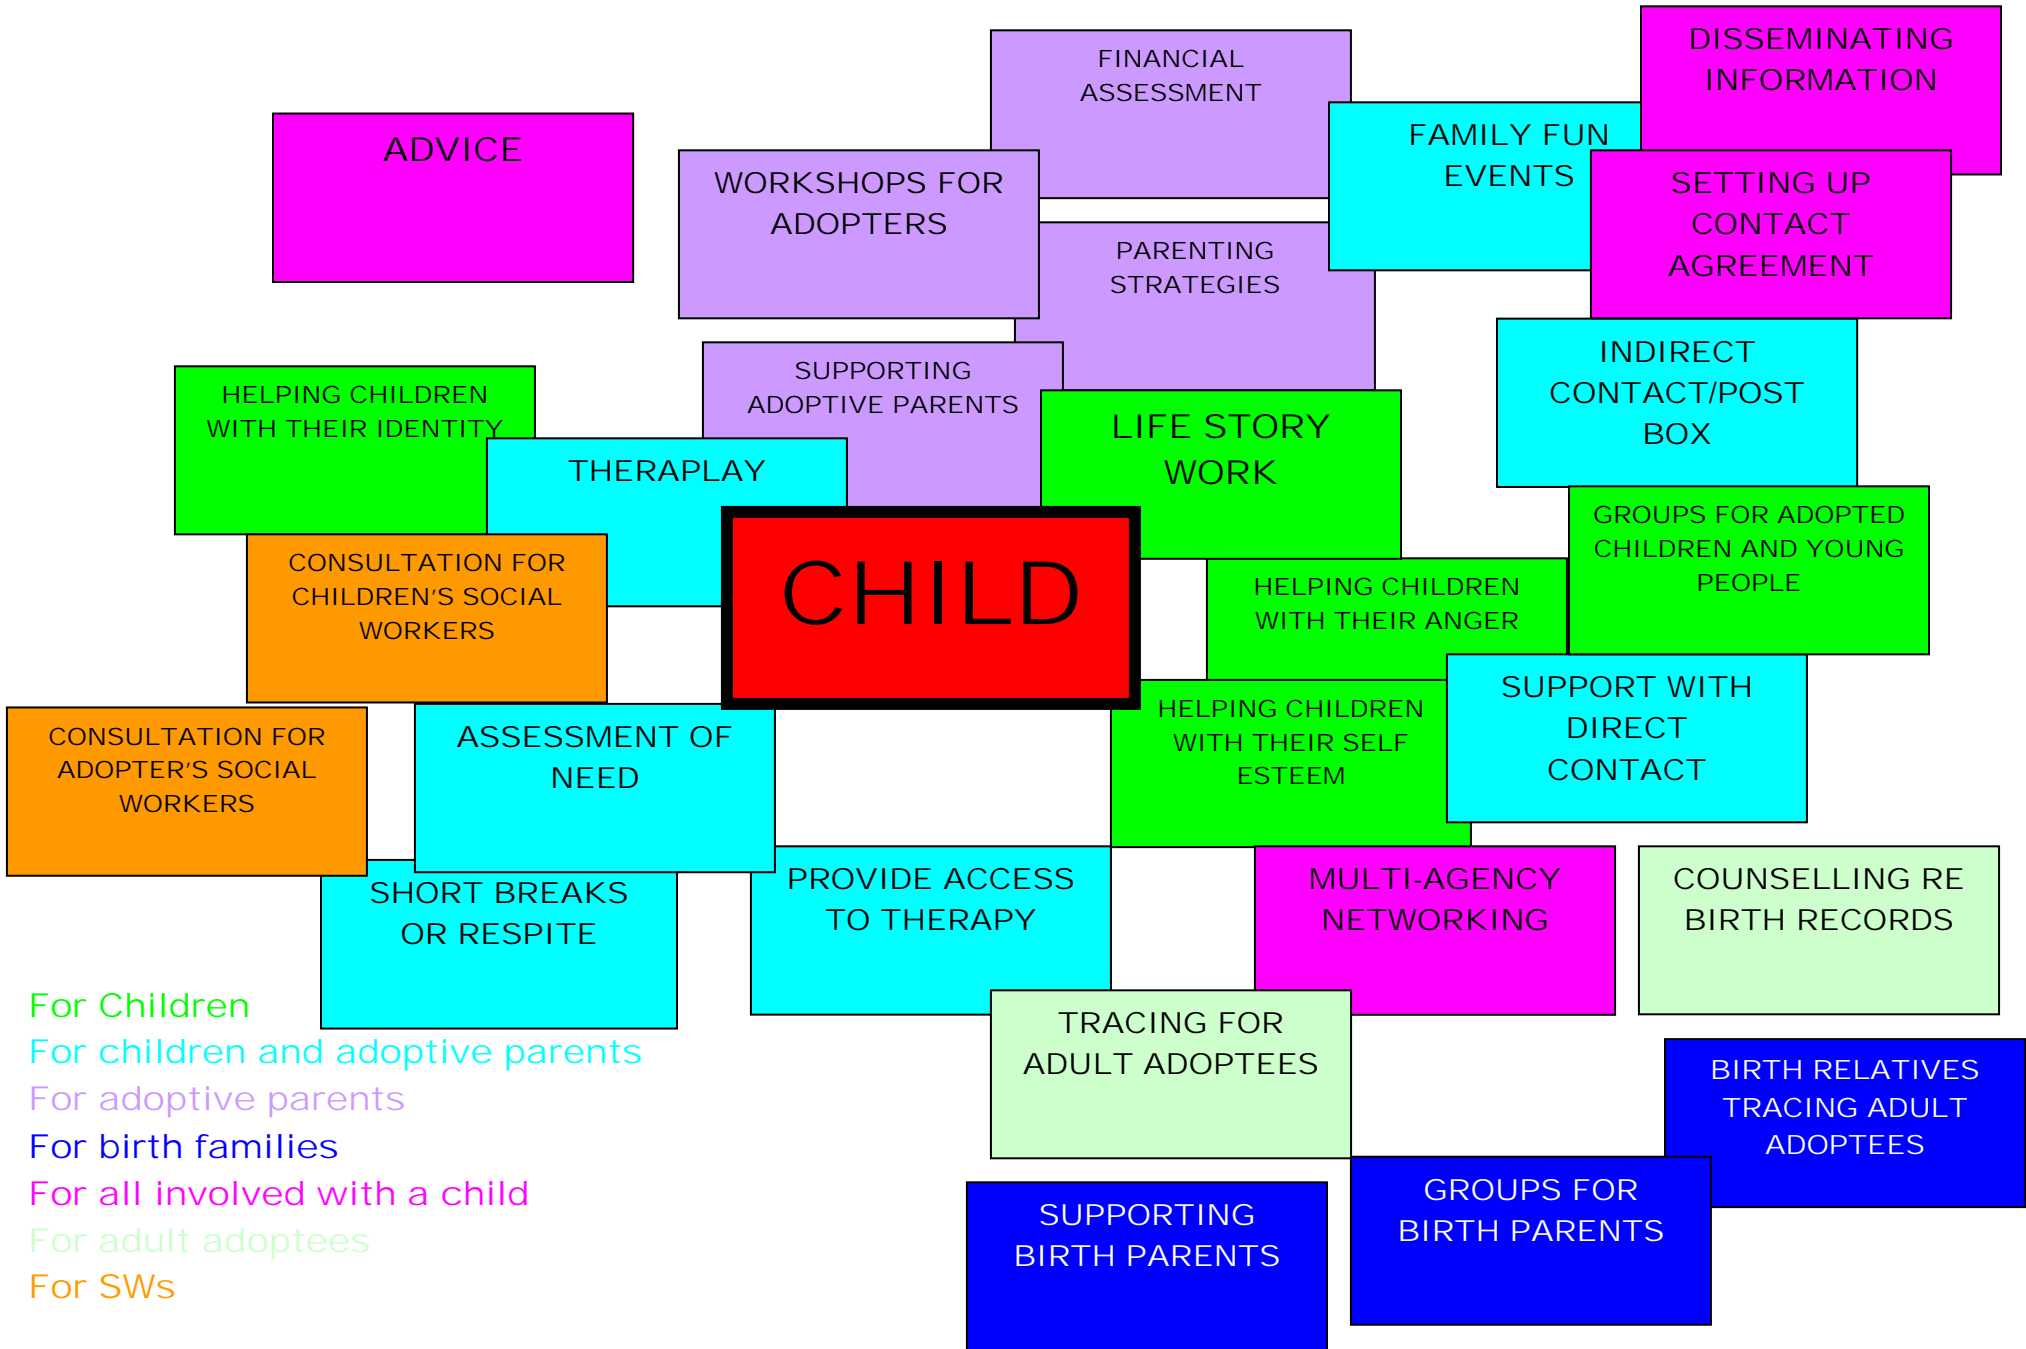 DISSEMINATING
INFORMATION
FINANCIAL
ASSESSMENT
FAMILY FUN
EVENTS
ADVICE
WORKSHOPS FOR
ADOPTERS
SETTING UP
CONTACT
AGREEMENT
PARENTING
STRATEGIES
INDIRECT
CONTACT/POST
BOX
SUPPORTING
ADOPTIVE PARENTS
HELPING CHILDREN
WITH THEIR IDENTITY
LIFE STORY
WORK
THERAPLAY
GROUPS FOR ADOPTED
CHILDREN AND YOUNG
PEOPLE
CONSULTATION FOR
CHILDREN’S SOCIAL
WORKERS
CHILD
HELPING CHILDREN
WITH THEIR ANGER
SUPPORT WITH
DIRECT
CONTACT
HELPING CHILDREN
WITH THEIR SELF
ESTEEM
CONSULTATION FOR
ADOPTER’S SOCIAL
WORKERS
ASSESSMENT OF
NEED
SHORT BREAKS
OR RESPITE
PROVIDE ACCESS
TO THERAPY
MULTI-AGENCY
NETWORKING
COUNSELLING RE
BIRTH RECORDS
TRACING FOR
ADULT ADOPTEES
BIRTH RELATIVES
TRACING ADULT
ADOPTEES
GROUPS FOR
BIRTH PARENTS
SUPPORTING
BIRTH PARENTS
For Children
For children and adoptive parents
For adoptive parents
For birth families
For all involved with a child
For adult adoptees
For SWs